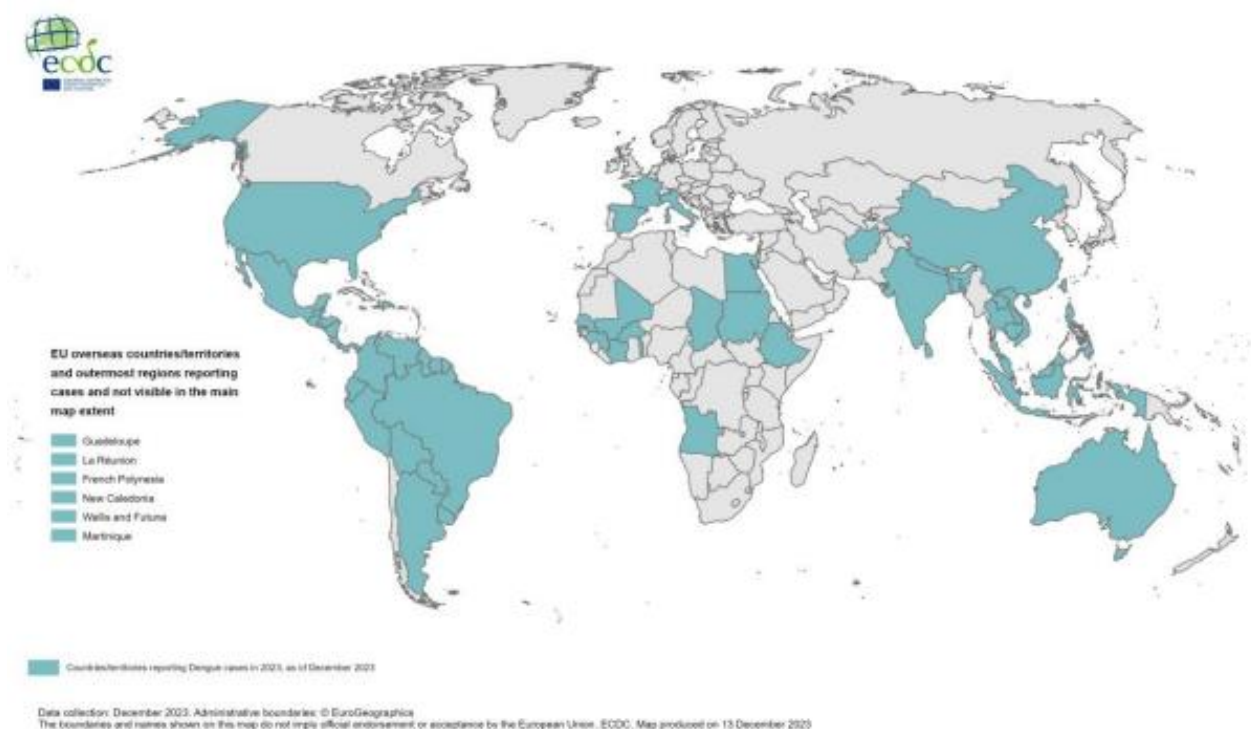 ecdc
EU overseas countries/territories
and outermost regions reporting
cases and not visible in the main
map extent
Guadeloupe
La Réunion
French Polynesia
New Caledonia
Wallis and Futuna
Martinique
Countries/territories reporting Dengue cases in 2023, as of December 2023
Data collection: December 2023. Administrative boundaries: © EuroGeographics
The boundaries and names shown on this map do not imply official endorsement or acceptance by the European Union. ECDC. Map produced on 13 December 2023